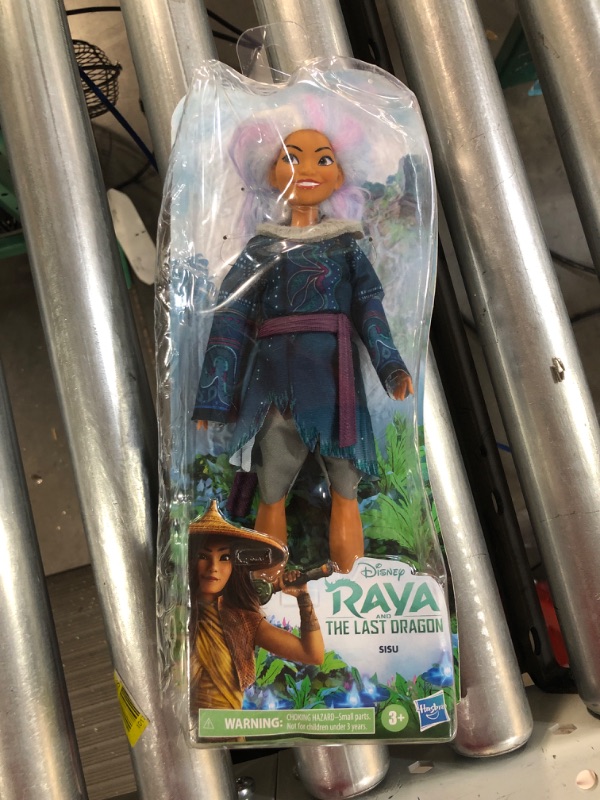 Disney
RAYA
AND
THE LAST DRAGON
SISU
WARNING: CHOKING HAZARD–Small parts.
Not for children under 3 years.
3+
Hasbro